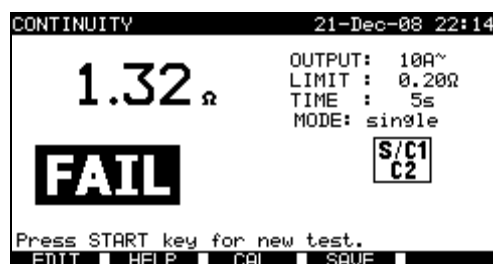 CONTINUITY 21-Dec-08 22:14
1.32 Ω
OUTPUT: 10A~
LIMIT : 0.20Ω
TIME : 5s
MODE: single
FAIL
S/C1
C2
Press START key for new test.
EDIT HELP CAL SAVE